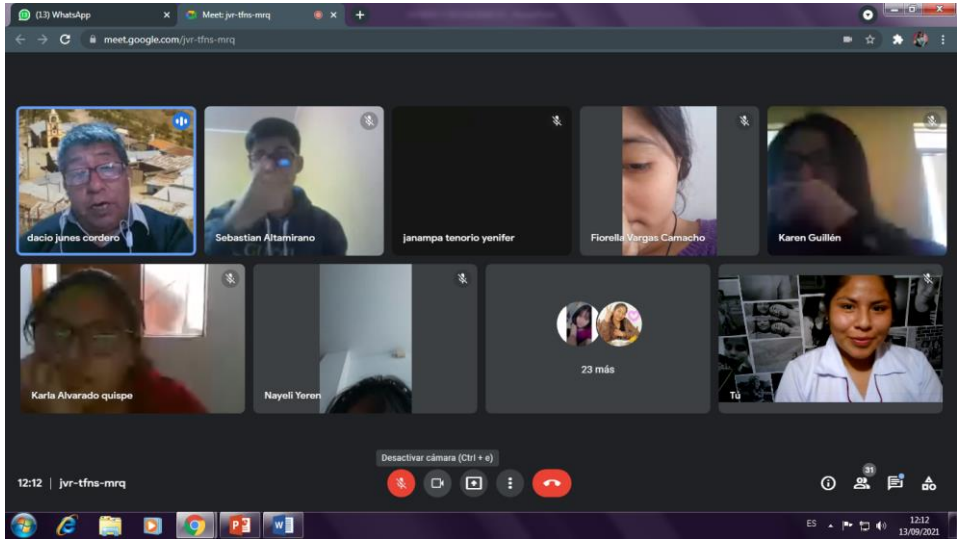 (13) WhatsApp
Meet: jvr-tfns-mrq
meet.google.com/jvr-tfns-mrq
dacio junes cordero
Sebastian Altamirano
janampa tenorio yenifer
Fiorella Vargas Camacho
Karen Guillén
Karla Alvarado quispe
Nayeli Yeren
23 más
Tú
Desactivar cámara (Ctrl + e)
12:12 | jvr-tfns-mrq
31
ES
12:12
13/09/2021